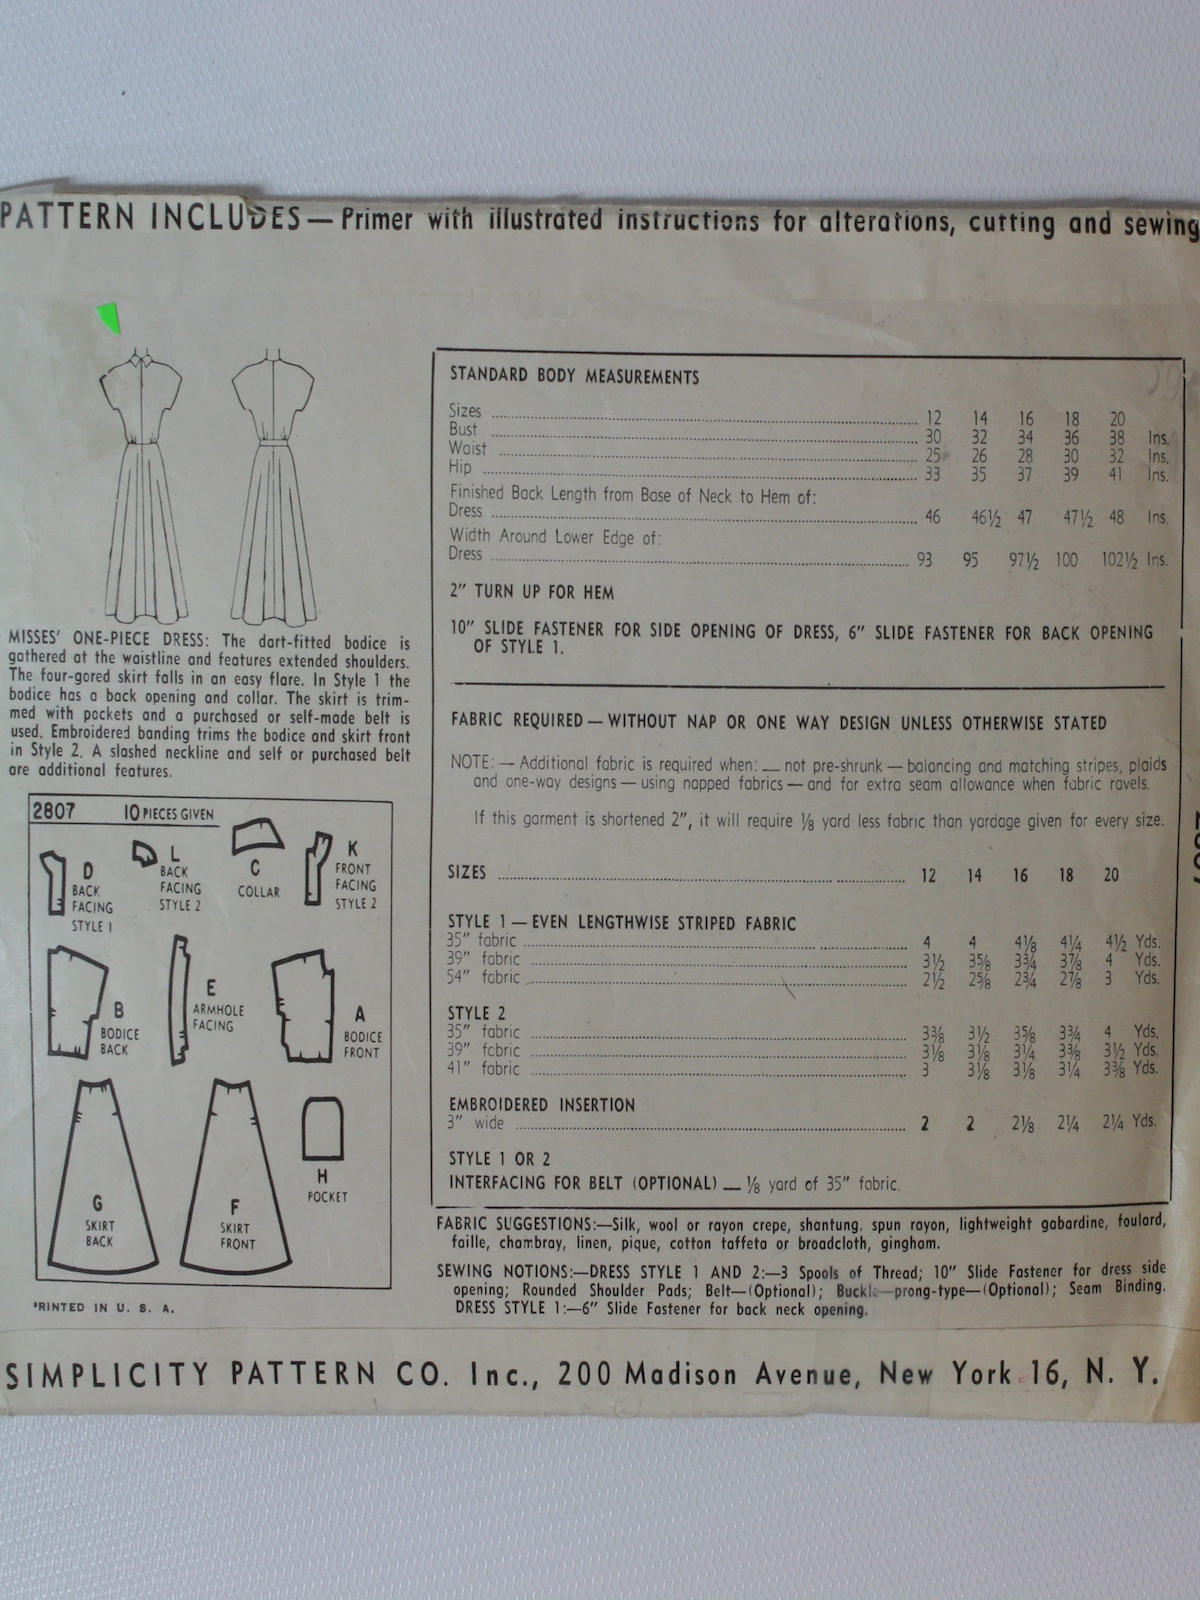 PATTERN INCLUDES— Primer with illustrated instructions for alterations, cutting and sewing
MISSES' ONE-PIECE DRESS: The dart-fitted bodice is
gathered at the waistline and features extended shoulders.
The four-gored skirt falls in an easy flare. In Style 1 the
bodice has a back opening and collar. The skirt is trim-
med with pockets and a purchased or self-made belt is
used. Embroidered banding trims the bodice and skirt front
in Style 2. A slashed neckline and self or purchased belt
are additional features.
2807 10 PIECES GIVEN
D
BACK
FACING
STYLE 1
L
BACK
FACING
STYLE 2
C
COLLAR
K
FRONT
FACING
STYLE 2
B
BODICE
BACK
E
ARMHOLE
FACING
A
BODICE
FRONT
G
SKIRT
BACK
F
SKIRT
FRONT
H
POCKET
PRINTED IN U. S. A.
STANDARD BODY MEASUREMENTS
Sizes 12 14 16 18 20
Bust 30 32 34 36 38 Ins.
Waist 25 26 28 30 32 Ins.
Hip 33 35 37 39 41 Ins.
Finished Back Length from Base of Neck to Hem of:
Dress 46 46½ 47 47½ 48 Ins.
Width Around Lower Edge of:
Dress 93 95 97½ 100 102½ Ins.
2" TURN UP FOR HEM
10" SLIDE FASTENER FOR SIDE OPENING OF DRESS, 6" SLIDE FASTENER FOR BACK OPENING
OF STYLE 1.
FABRIC REQUIRED — WITHOUT NAP OR ONE WAY DESIGN UNLESS OTHERWISE STATED
NOTE: — Additional fabric is required when: — not pre-shrunk — balancing and matching stripes, plaids
and one-way designs — using napped fabrics — and for extra seam allowance when fabric ravels.
If this garment is shortened 2", it will require ⅛ yard less fabric than yardage given for every size.
SIZES 12 14 16 18 20
STYLE 1 — EVEN LENGTHWISE STRIPED FABRIC
35" fabric 4 4 4⅛ 4¼ 4½ Yds.
39" fabric 3½ 3⅝ 3¾ 3⅞ 4 Yds.
54" fabric 2½ 2⅝ 2¾ 2⅞ 3 Yds.
STYLE 2
35" fabric 3⅜ 3½ 3⅝ 3¾ 4 Yds.
39" fabric 3⅛ 3⅛ 3¼ 3⅜ 3½ Yds.
41" fabric 3 3⅛ 3⅛ 3¼ 3⅜ Yds.
EMBROIDERED INSERTION
3" wide 2 2 2⅛ 2¼ 2¼ Yds.
STYLE 1 OR 2
INTERFACING FOR BELT (OPTIONAL) — ⅛ yard of 35" fabric.
FABRIC SUGGESTIONS:—Silk, wool or rayon crepe, shantung, spun rayon, lightweight gabardine, foulard,
faille, chambray, linen, pique, cotton taffeta or broadcloth, gingham.
SEWING NOTIONS:—DRESS STYLE 1 AND 2:—3 Spools of Thread; 10" Slide Fastener for dress side
opening; Rounded Shoulder Pads; Belt—(Optional); Buckle—prong-type—(Optional); Seam Binding.
DRESS STYLE 1:—6" Slide Fastener for back neck opening.
SIMPLICITY PATTERN CO. Inc., 200 Madison Avenue, New York 16, N. Y.